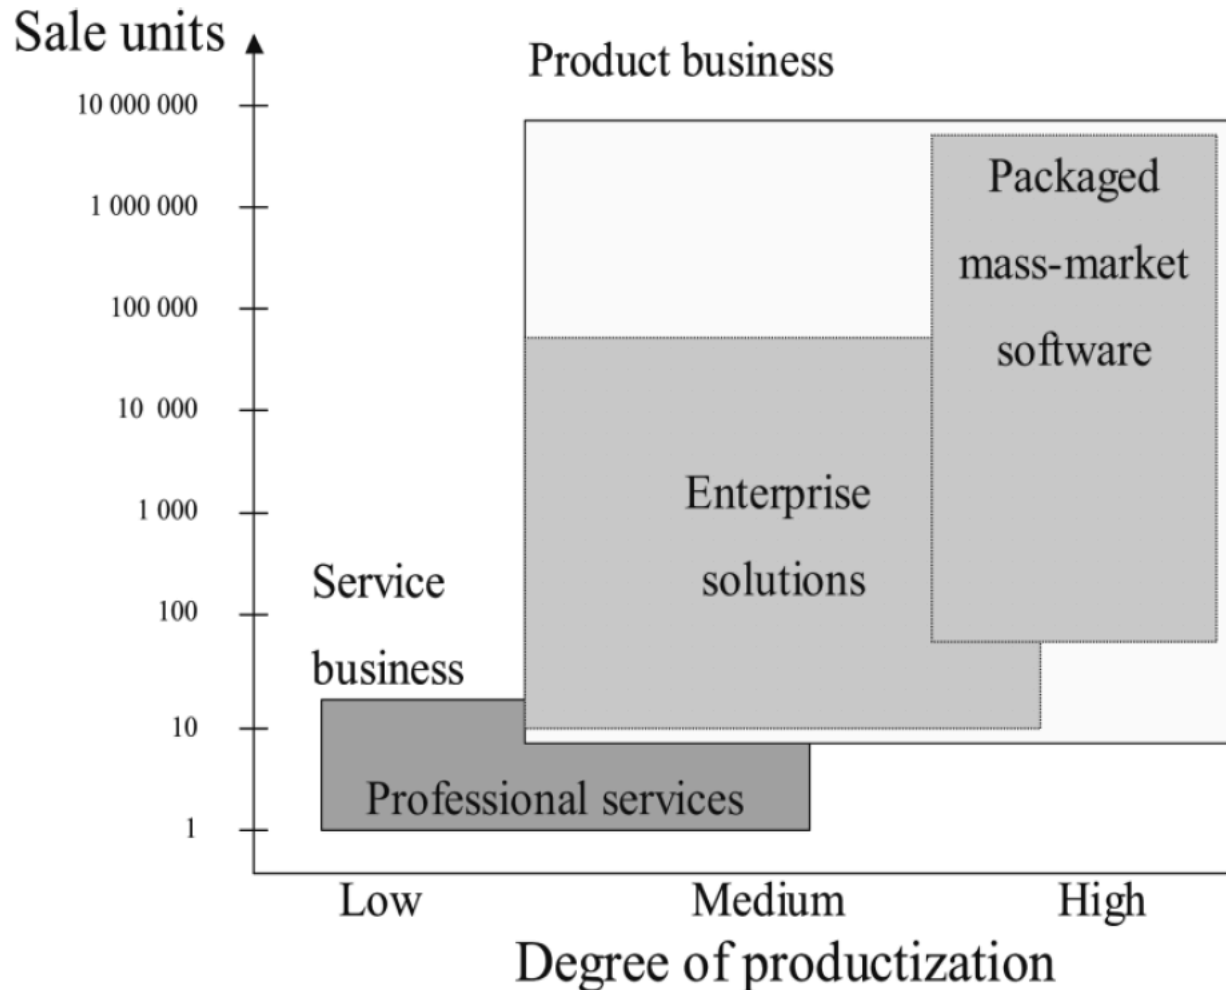 Sale units
Product business
10 000 000
Packaged
1 000 000
mass-market
100 000
software
10 000
Enterprise
1 000
solutions
Service
100
business
10
Professional services
1
Low
Medium
High
Degree of productization